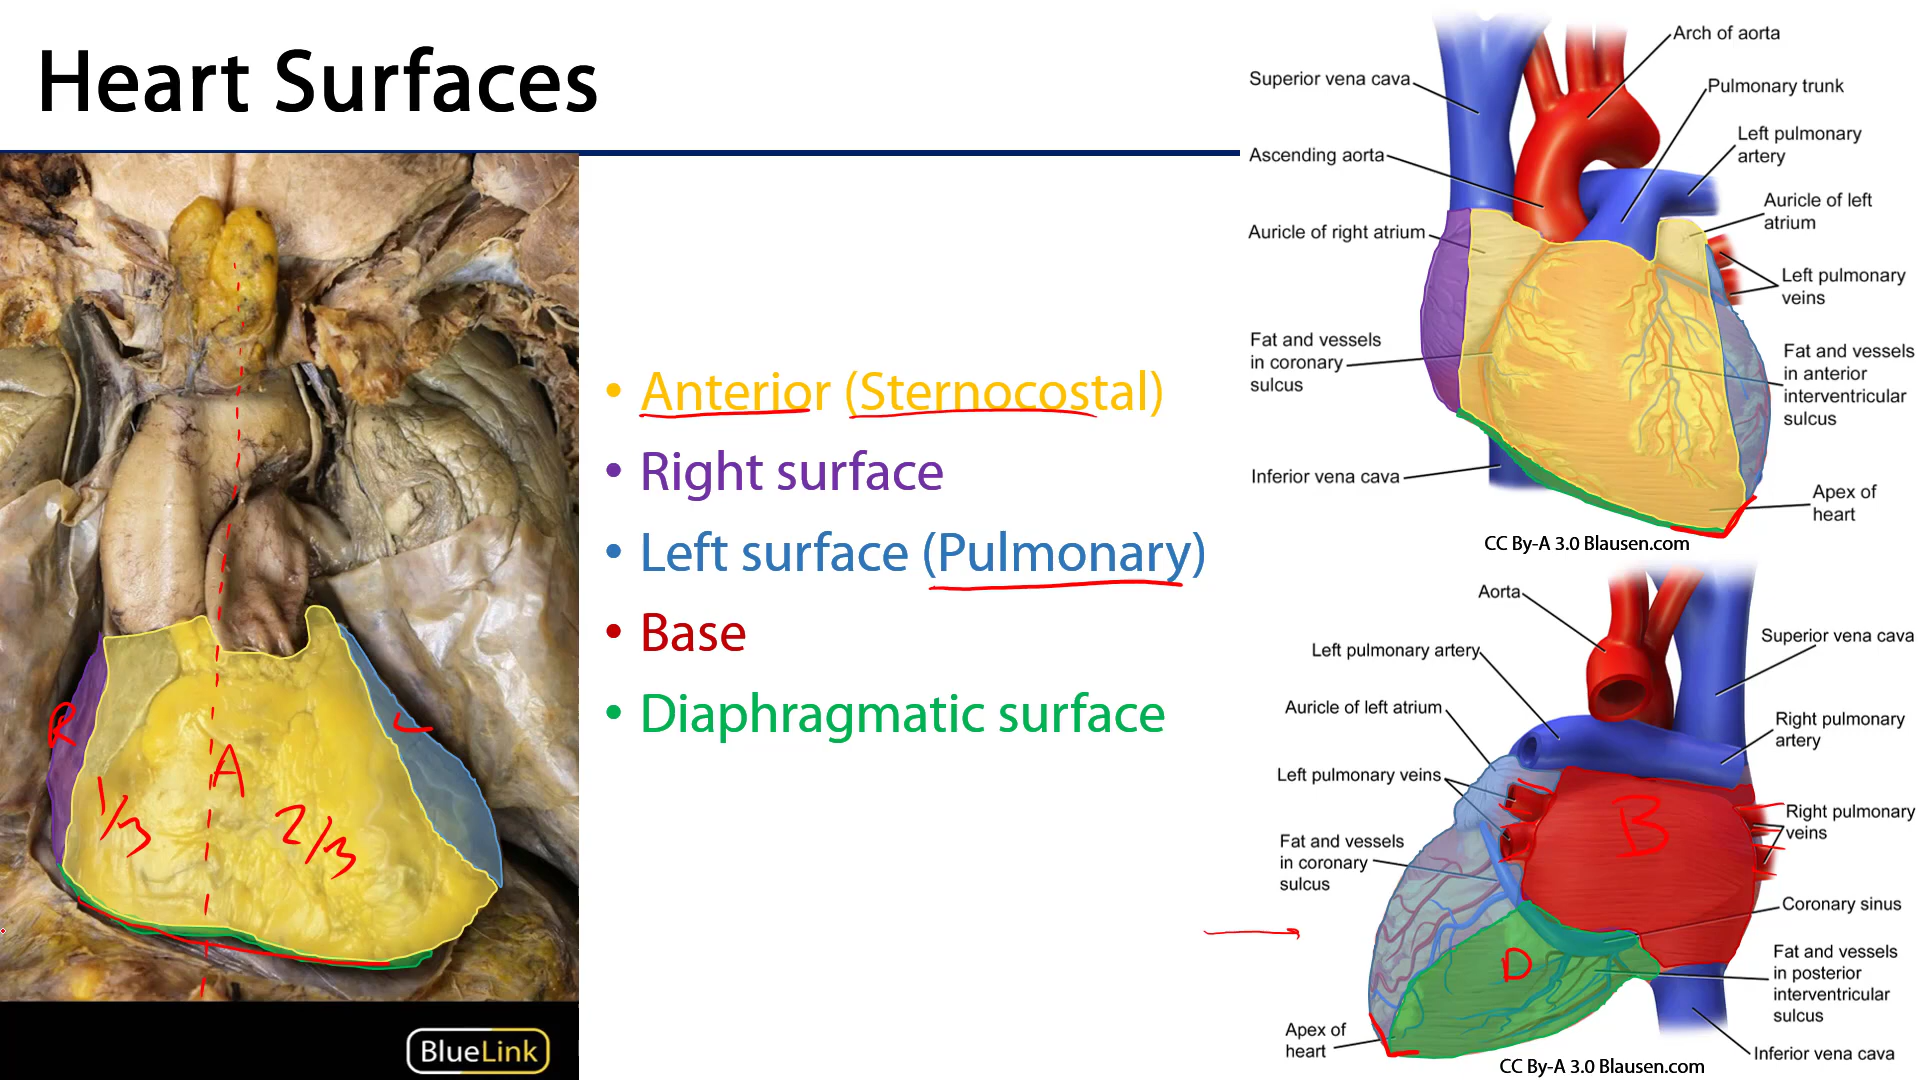 Heart Surfaces
R
A
L
1/3
2/3
BlueLink
• Anterior (Sternocostal)
• Right surface
• Left surface (Pulmonary)
• Base
• Diaphragmatic surface
Arch of aorta
Superior vena cava
Pulmonary trunk
Left pulmonary
artery
Ascending aorta
Auricle of left
atrium
Auricle of right atrium
Left pulmonary
veins
Fat and vessels
in coronary
sulcus
Fat and vessels
in anterior
interventricular
sulcus
Inferior vena cava
Apex of
heart
CC By-A 3.0 Blausen.com
Aorta
Superior vena cava
Left pulmonary artery
Auricle of left atrium
Right pulmonary
artery
Left pulmonary veins
B
Right pulmonary
veins
Fat and vessels
in coronary
sulcus
Coronary sinus
D
Fat and vessels
in posterior
interventricular
sulcus
Apex of
heart
Inferior vena cava
CC By-A 3.0 Blausen.com